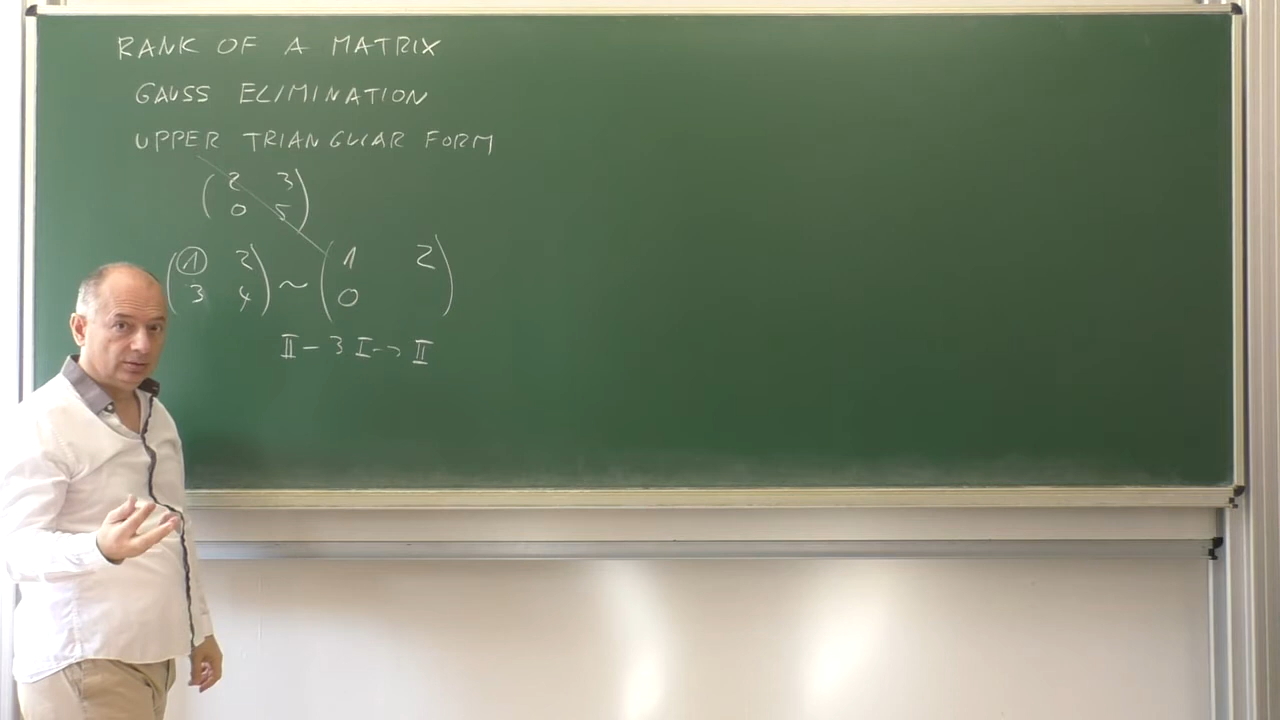 RANK OF A MATRIX
GAUSS ELIMINATION
UPPER TRIANGULAR FORM
( 2 3 )
( 0 5 )
( 1 2 ) ~ ( 1 2 )
( 3 4 ) ( 0 )
II - 3 I -> II